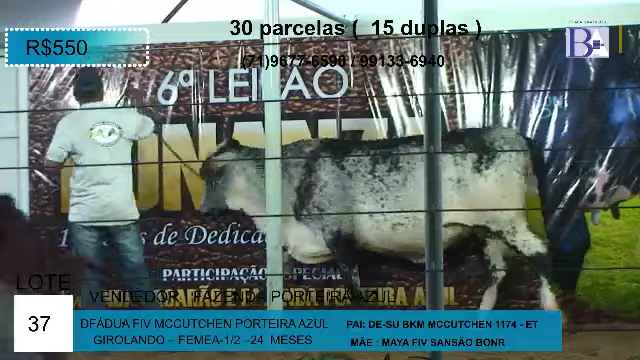 30 parcelas ( 15 duplas )
R$550
(71)9677-6590 / 99133-6940
BA
6º LEILÃO
de Dedica
PARTICIPAÇÃO ESPECIAL
LOTE
VENDEDOR: FAZENDA PORTEIRA AZUL
37
DFÁDUA FIV MCCUTCHEN PORTEIRA AZUL
GIROLANDO – FEMEA-1/2 –24 MESES
PAI: DE-SU BKM MCCUTCHEN 1174 - ET
MÃE : MAYA FIV SANSÃO BONR